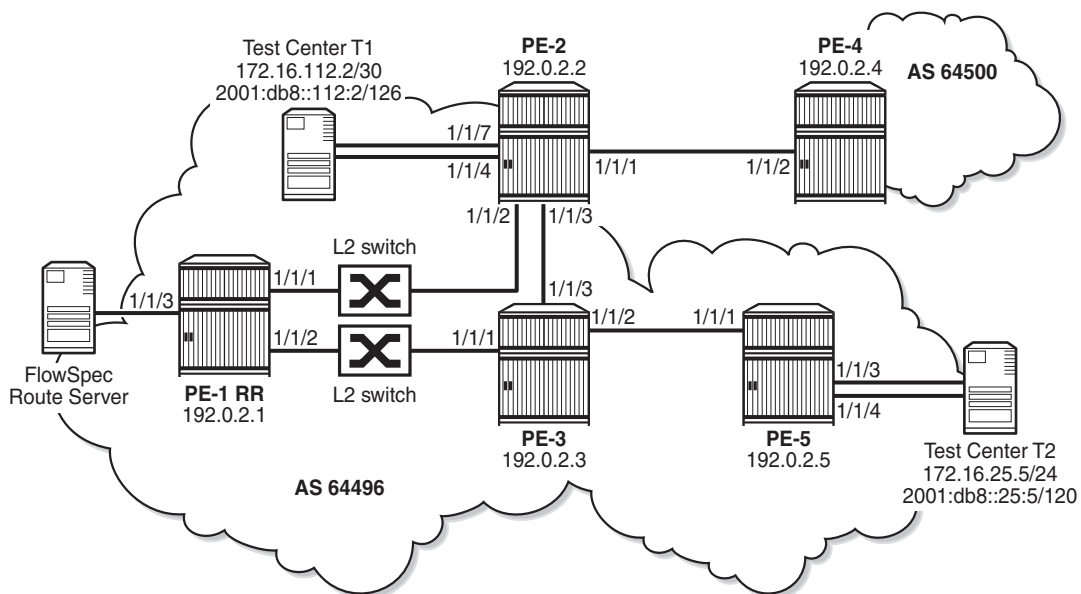 Test Center T1
172.16.112.2/30
2001:db8::112:2/126
PE-2
192.0.2.2
PE-4
192.0.2.4
AS 64500
1/1/7
1/1/4
1/1/1
1/1/2
1/1/2
1/1/3
L2 switch
1/1/3
1/1/1
1/1/3
1/1/2
1/1/1
1/1/2
1/1/1
FlowSpec
Route Server
PE-1 RR
192.0.2.1
L2 switch
1/1/3
1/1/4
PE-3
192.0.2.3
PE-5
192.0.2.5
Test Center T2
172.16.25.5/24
2001:db8::25:5/120
AS 64496